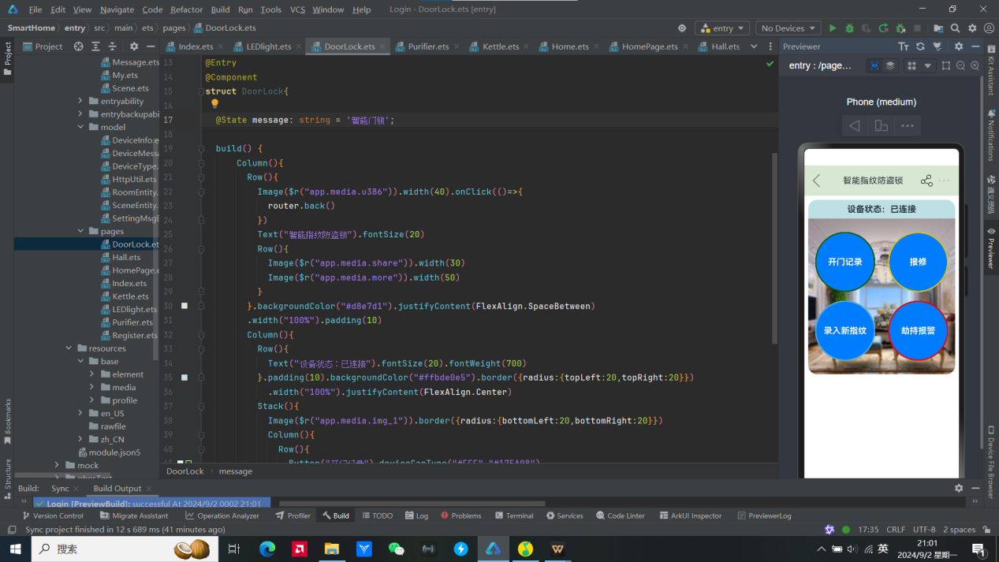 File Edit View Navigate Code Refactor Build Run Tools VCS Window Help Login - DoorLock.ets [entry]
SmartHome entry src main ets pages DoorLock.ets entry No Devices
Project Index.ets LEDlight.ets DoorLock.ets Purifier.ets Kettle.ets Home.ets HomePage.ets Hall.ets Previewer
Project
Message.ets
My.ets
Scene.ets
entryability
entrybackupabi
model
DeviceInfo.e
DeviceMess
DeviceType.
HttpUtil.ets
RoomEntity.
SceneEntity.
SettingMsgE
pages
DoorLock.et
Hall.ets
HomePage.e
Index.ets
Kettle.ets
LEDlight.ets
Purifier.ets
Register.ets
resources
base
element
media
profile
en_US
rawfile
zh_CN
module.json5
mock
Bookmarks
Structure
13 @Entry
14 @Component
15 struct DoorLock{
16
17 @State message: string = '智能门锁';
18
19 build() {
20 Column(){
21 Row(){
22 Image($r("app.media.u386")).width(40).onClick(()=>{
23 router.back()
24 })
25 Text("智能指纹防盗锁").fontSize(20)
26 Row(){
27 Image($r("app.media.share")).width(30)
28 Image($r("app.media.more")).width(50)
29 }
30 }.backgroundColor("#d8e7d1").justifyContent(FlexAlign.SpaceBetween)
31 .width("100%").padding(10)
32 Column(){
33 Row(){
34 Text("设备状态：已连接").fontSize(20).fontWeight(700)
35 }.padding(10).backgroundColor("#ffbde0e5").border({radius:{topLeft:20,topRight:20}})
36 .width("100%").justifyContent(FlexAlign.Center)
37 Stack(){
38 Image($r("app.media.img_1")).border({radius:{bottomLeft:20,bottomRight:20}})
39 Column(){
40 Row(){
DoorLock message
entry : /page...
Phone (medium)
智能指纹防盗锁
设备状态：已连接
开门记录 报修
录入新指纹 劫持报警
Kit Assistant
Notifications
通义灵码
Previewer
Device File Browser
Build: Sync Build Output
Login [PreviewBuild]: successful At 2024/9/2 0002 21:01
Version Control Migrate Assistant Operation Analyzer Profiler Build TODO Log Problems Terminal Services Code Linter ArkUI Inspector PreviewerLog
Sync project finished in 12 s 689 ms (41 minutes ago) 17:35 CRLF UTF-8 2 spaces
搜索
英
21:01
2024/9/2 星期一
1